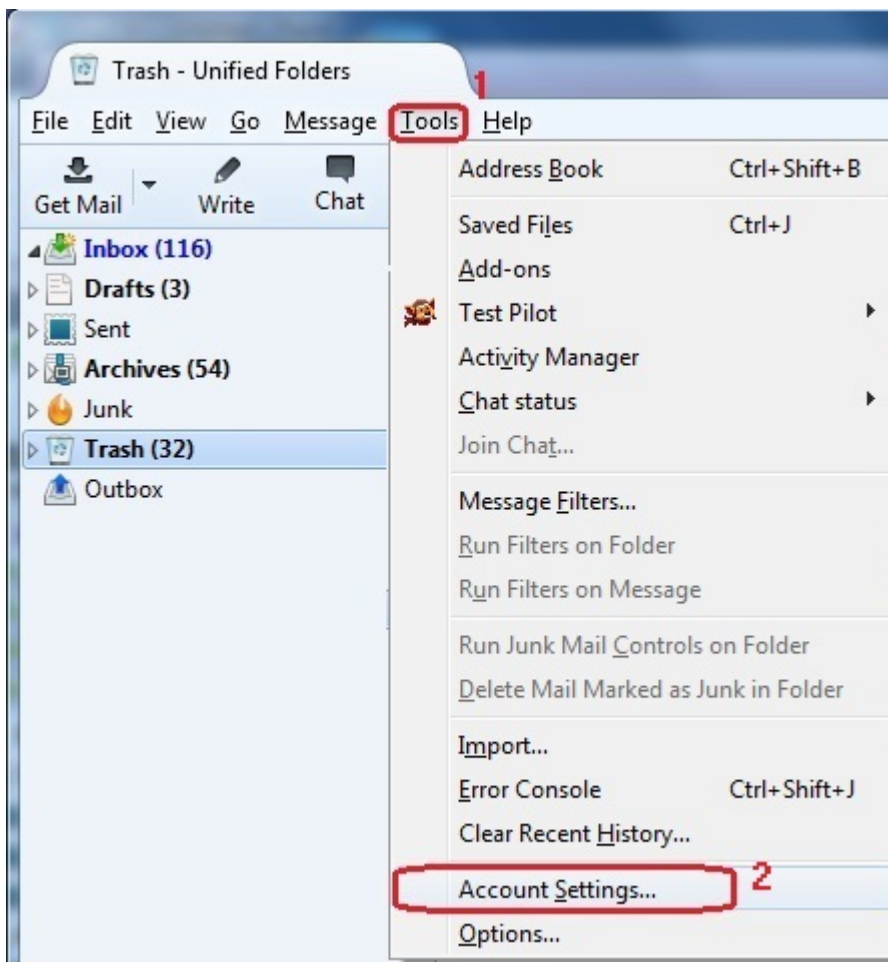 Trash - Unified Folders
1
File Edit View Go Message Tools Help
Get Mail Write Chat
Inbox (116)
Drafts (3)
Sent
Archives (54)
Junk
Trash (32)
Outbox
Address Book Ctrl+Shift+B
Saved Files Ctrl+J
Add-ons
Test Pilot
Activity Manager
Chat status
Join Chat...
Message Filters...
Run Filters on Folder
Run Filters on Message
Run Junk Mail Controls on Folder
Delete Mail Marked as Junk in Folder
Import...
Error Console Ctrl+Shift+J
Clear Recent History...
Account Settings... 2
Options...